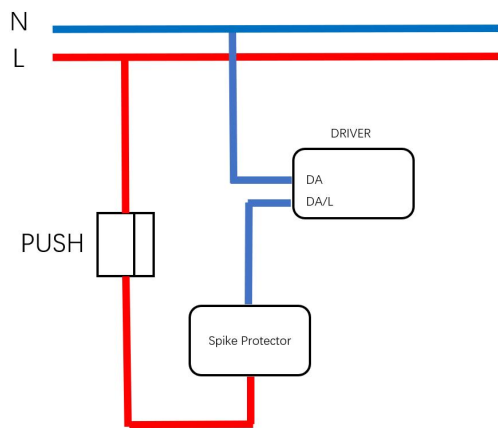 N
L
DRIVER
DA
DA/L
PUSH
Spike Protector